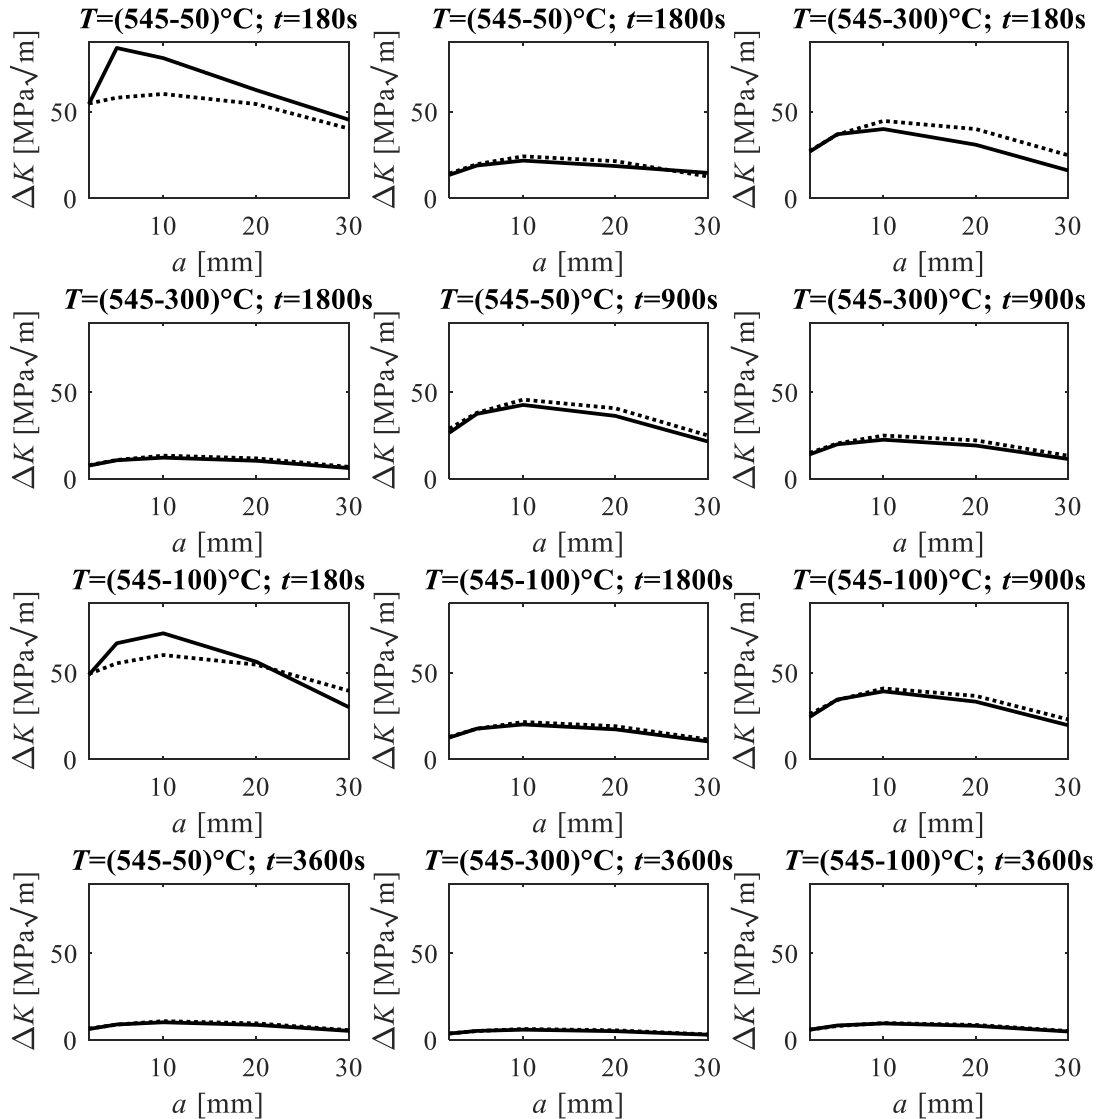 T=(545-50)°C; t=180s
T=(545-50)°C; t=1800s
T=(545-300)°C; t=180s
ΔK [MPa√m]
50
0
10
20
30
a [mm]
ΔK [MPa√m]
50
0
10
20
30
a [mm]
ΔK [MPa√m]
50
0
10
20
30
a [mm]
T=(545-300)°C; t=1800s
T=(545-50)°C; t=900s
T=(545-300)°C; t=900s
ΔK [MPa√m]
50
0
10
20
30
a [mm]
ΔK [MPa√m]
50
0
10
20
30
a [mm]
ΔK [MPa√m]
50
0
10
20
30
a [mm]
T=(545-100)°C; t=180s
T=(545-100)°C; t=1800s
T=(545-100)°C; t=900s
ΔK [MPa√m]
50
0
10
20
30
a [mm]
ΔK [MPa√m]
50
0
10
20
30
a [mm]
ΔK [MPa√m]
50
0
10
20
30
a [mm]
T=(545-50)°C; t=3600s
T=(545-300)°C; t=3600s
T=(545-100)°C; t=3600s
ΔK [MPa√m]
50
0
10
20
30
a [mm]
ΔK [MPa√m]
50
0
10
20
30
a [mm]
ΔK [MPa√m]
50
0
10
20
30
a [mm]